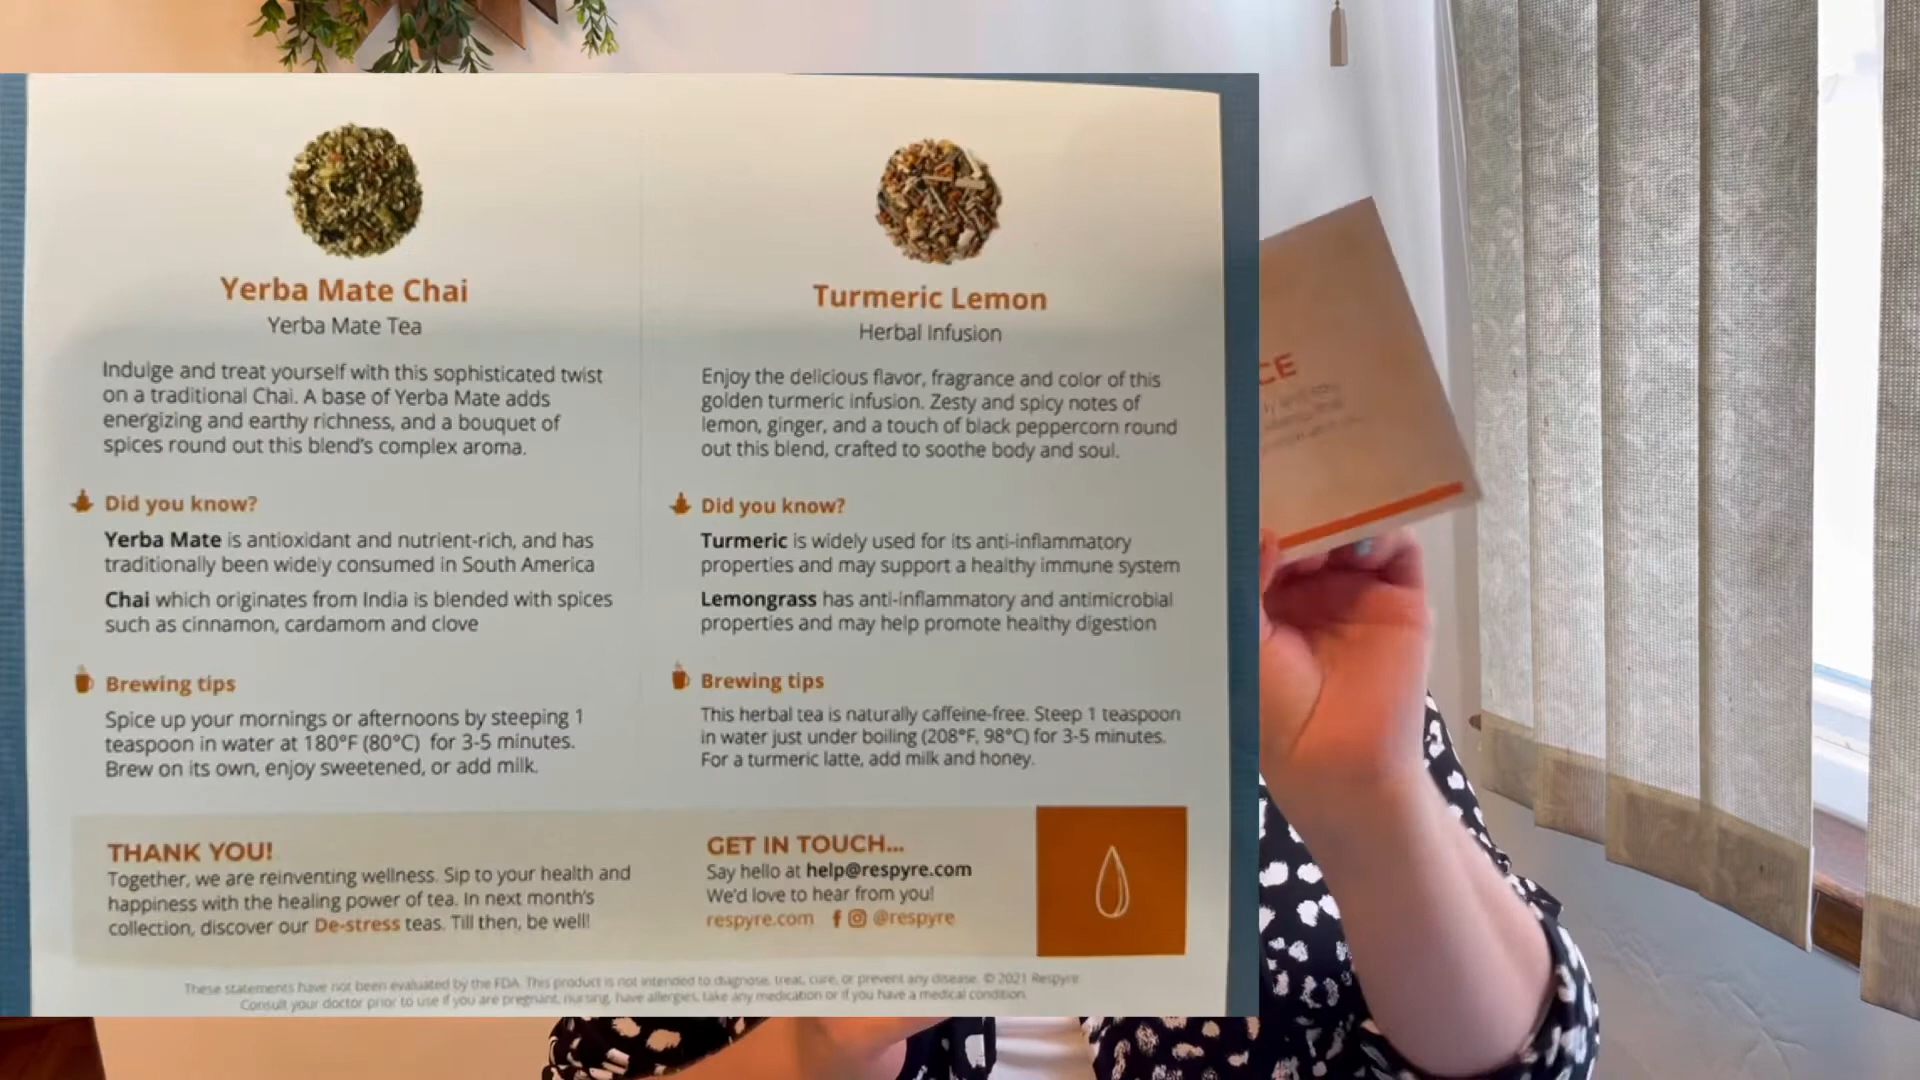 Yerba Mate Chai
Yerba Mate Tea
Indulge and treat yourself with this sophisticated twist
on a traditional Chai. A base of Yerba Mate adds
energizing and earthy richness, and a bouquet of
spices round out this blend's complex aroma.
Did you know?
Yerba Mate is antioxidant and nutrient-rich, and has
traditionally been widely consumed in South America
Chai which originates from India is blended with spices
such as cinnamon, cardamom and clove
Brewing tips
Spice up your mornings or afternoons by steeping 1
teaspoon in water at 180°F (80°C) for 3-5 minutes.
Brew on its own, enjoy sweetened, or add milk.
Turmeric Lemon
Herbal Infusion
Enjoy the delicious flavor, fragrance and color of this
golden turmeric infusion. Zesty and spicy notes of
lemon, ginger, and a touch of black peppercorn round
out this blend, crafted to soothe body and soul.
Did you know?
Turmeric is widely used for its anti-inflammatory
properties and may support a healthy immune system
Lemongrass has anti-inflammatory and antimicrobial
properties and may help promote healthy digestion
Brewing tips
This herbal tea is naturally caffeine-free. Steep 1 teaspoon
in water just under boiling (208°F, 98°C) for 3-5 minutes.
For a turmeric latte, add milk and honey.
THANK YOU!
Together, we are reinventing wellness. Sip to your health and
happiness with the healing power of tea. In next month's
collection, discover our De-stress teas. Till then, be well!
GET IN TOUCH...
Say hello at help@respyre.com
We'd love to hear from you!
respyre.com @respyre
These statements have not been evaluated by the FDA. This product is not intended to diagnose, treat, cure, or prevent any disease. © 2021 Respyre
Consult your doctor prior to use if you are pregnant, nursing, have allergies, take any medication or if you have a medical condition.
CE